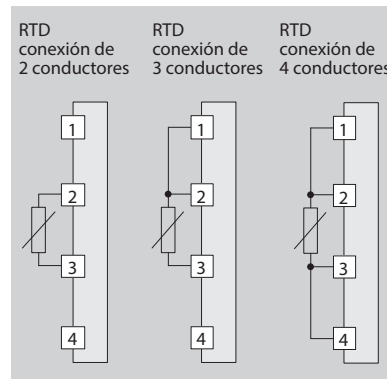 RTD
conexión de
2 conductores
RTD
conexión de
3 conductores
RTD
conexión de
4 conductores
1
2
3
4
1
2
3
4
1
2
3
4